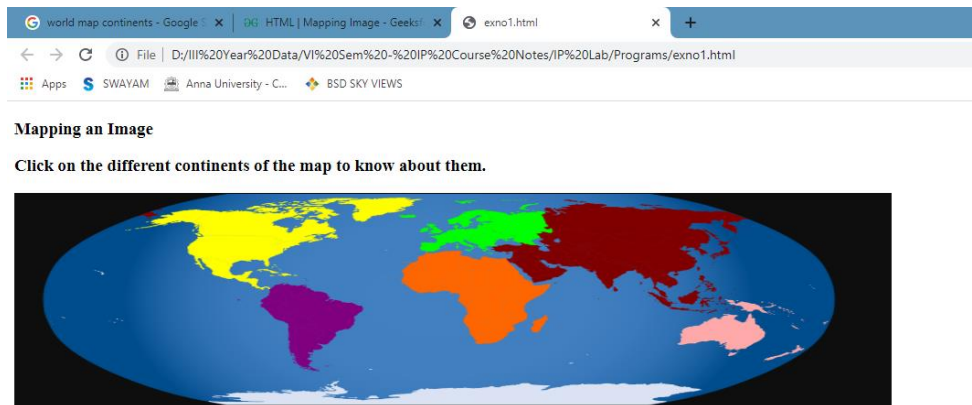 world map continents - Google S
HTML | Mapping Image - Geeksf
exno1.html
File | D:/III%20Year%20Data/VI%20Sem%20-%20IP%20Course%20Notes/IP%20Lab/Programs/exno1.html
Apps
SWAYAM
Anna University - C...
BSD SKY VIEWS
Mapping an Image
Click on the different continents of the map to know about them.